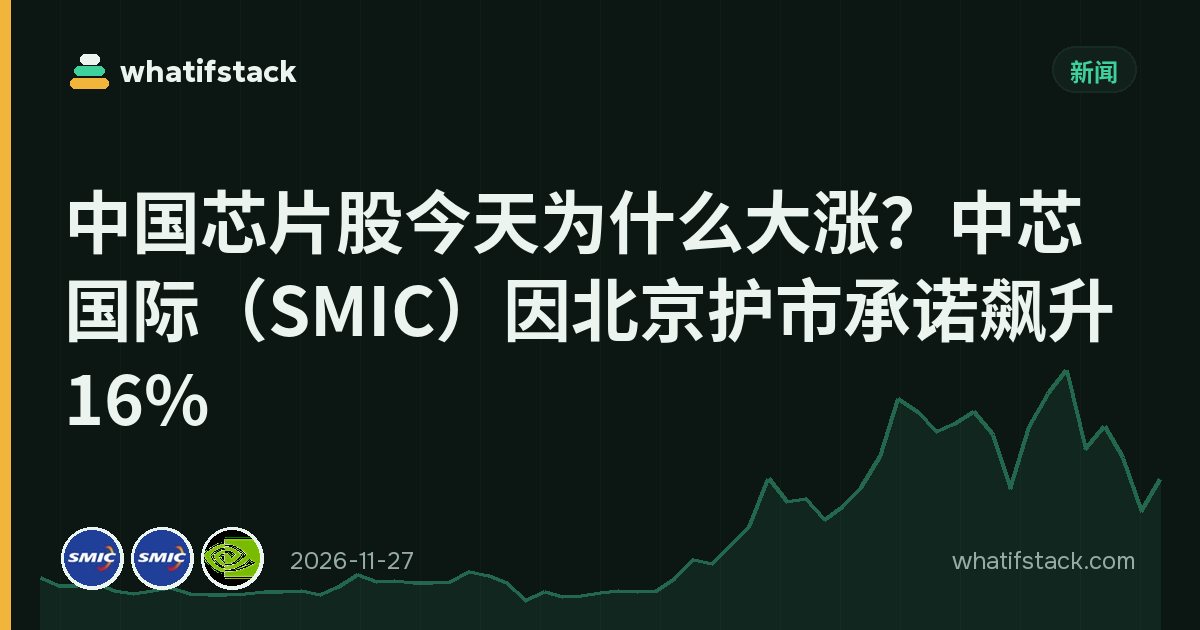 whatifstack
新闻
中国芯片股今天为什么大涨？中芯
国际（SMIC）因北京护市承诺飙升
16%
SMIC
SMIC
2026-11-27
whatifstack.com